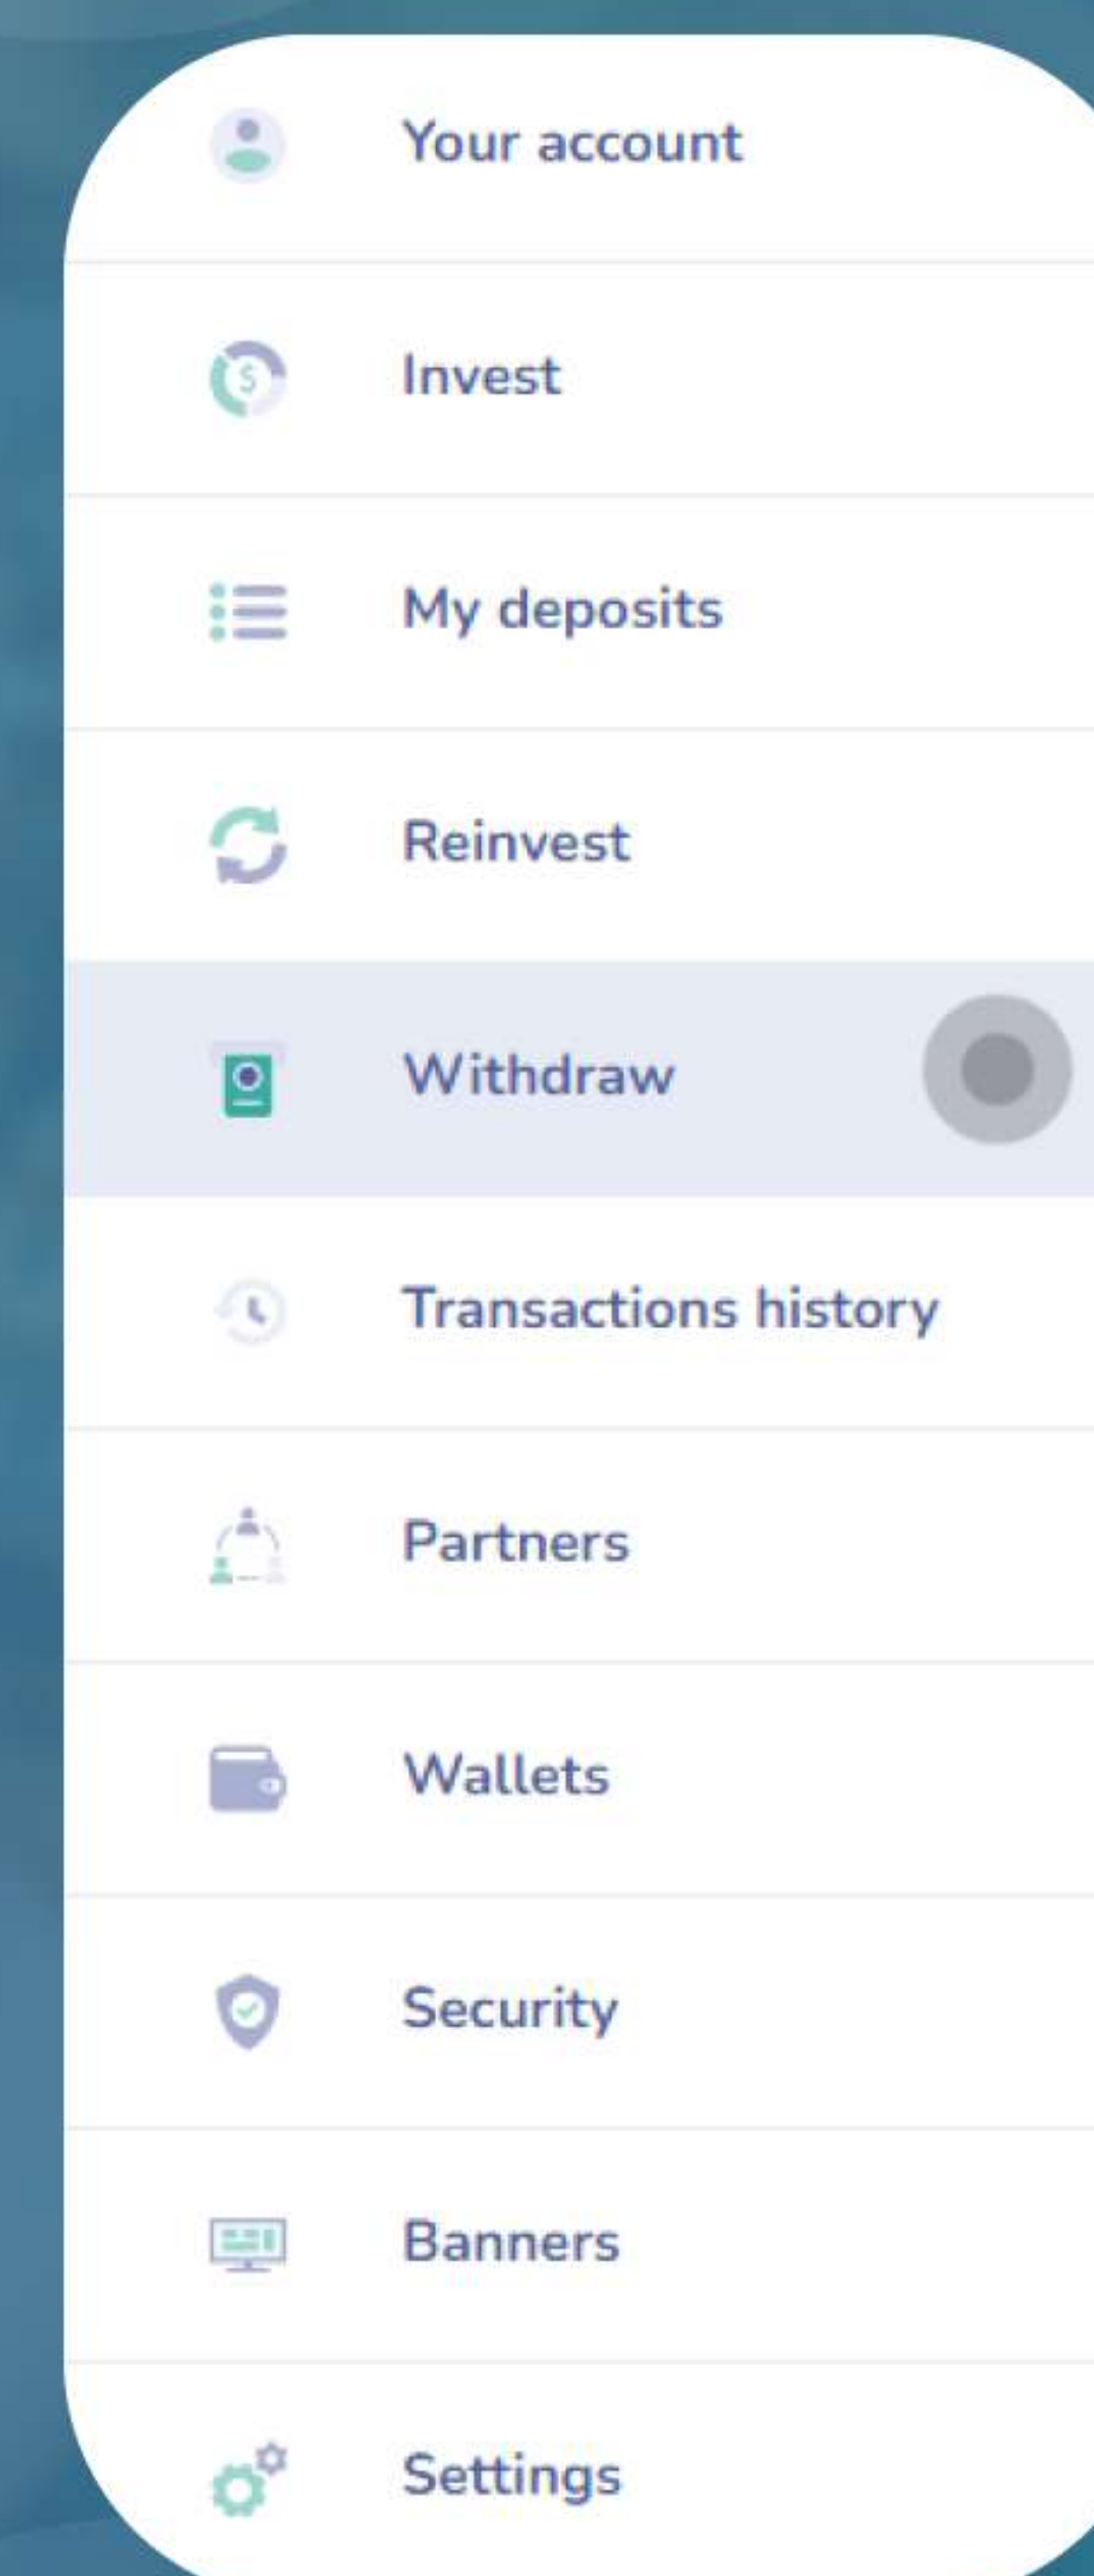 Your account
Invest
My deposits
Reinvest
Withdraw
Transactions history
Partners
Wallets
Security
Banners
Settings